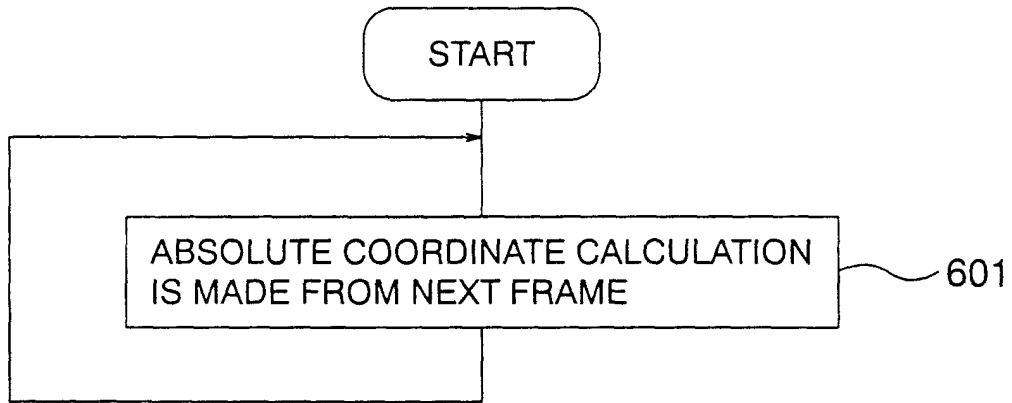 START
ABSOLUTE COORDINATE CALCULATION
IS MADE FROM NEXT FRAME
601